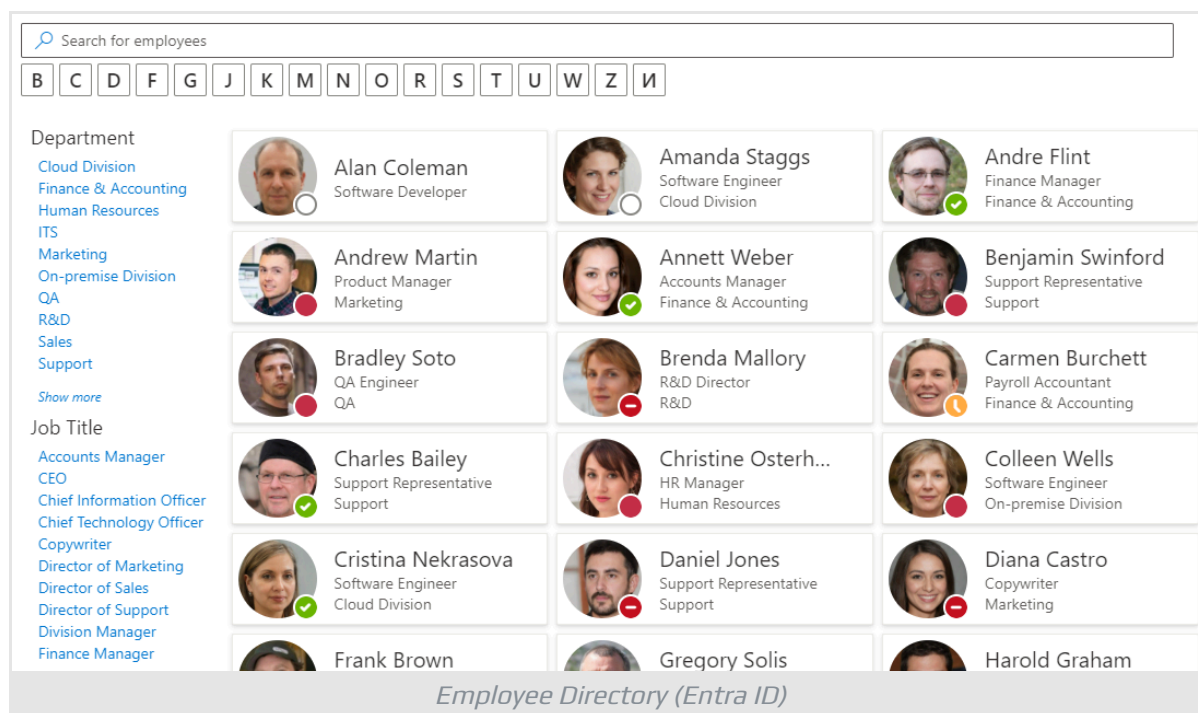 Search for employees
B C D F G J K M N O R S T U W Z И
Department
Cloud Division
Finance & Accounting
Human Resources
ITS
Marketing
On-premise Division
QA
R&D
Sales
Support
Show more
Job Title
Accounts Manager
CEO
Chief Information Officer
Chief Technology Officer
Copywriter
Director of Marketing
Director of Sales
Director of Support
Division Manager
Finance Manager
Alan Coleman
Software Developer
Amanda Staggs
Software Engineer
Cloud Division
Andre Flint
Finance Manager
Finance & Accounting
Andrew Martin
Product Manager
Marketing
Annett Weber
Accounts Manager
Finance & Accounting
Benjamin Swinford
Support Representative
Support
Bradley Soto
QA Engineer
QA
Brenda Mallory
R&D Director
R&D
Carmen Burchett
Payroll Accountant
Finance & Accounting
Charles Bailey
Support Representative
Support
Christine Osterh...
HR Manager
Human Resources
Colleen Wells
Software Engineer
On-premise Division
Cristina Nekrasova
Software Engineer
Cloud Division
Daniel Jones
Support Representative
Support
Diana Castro
Copywriter
Marketing
Frank Brown
Gregory Solis
Harold Graham
Employee Directory (Entra ID)